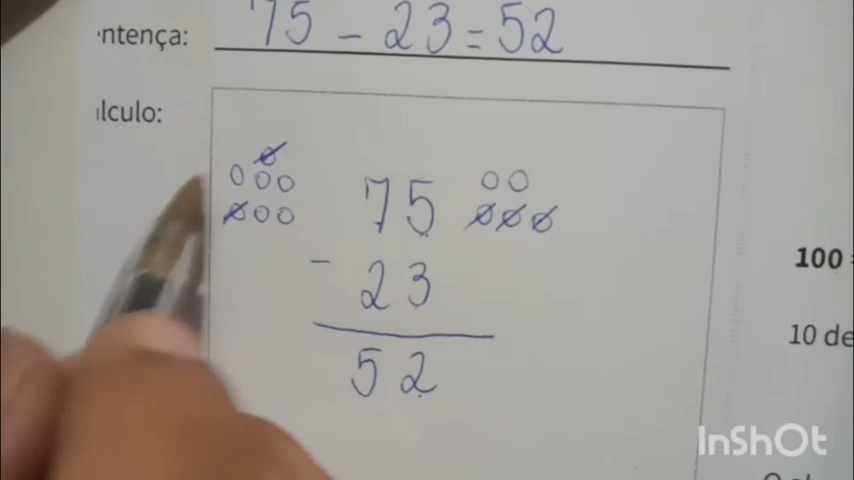 ntença: 75 - 23 = 52
lculo:
75
- 23
52
100
10 de
InShOt